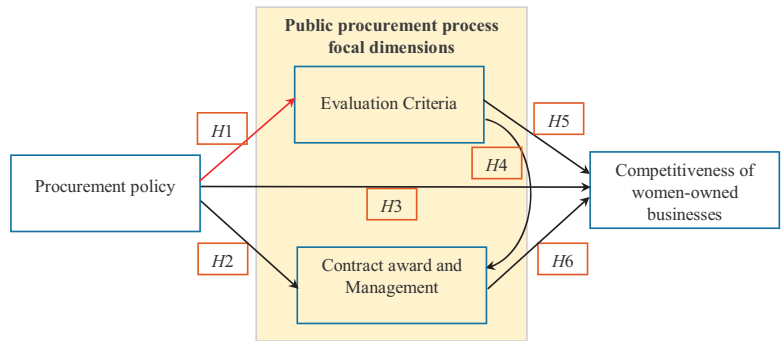 Public procurement process
focal dimensions
Evaluation Criteria
H1
H5
H4
Procurement policy
Competitiveness of
women-owned
businesses
H3
H2
Contract award and
Management
H6